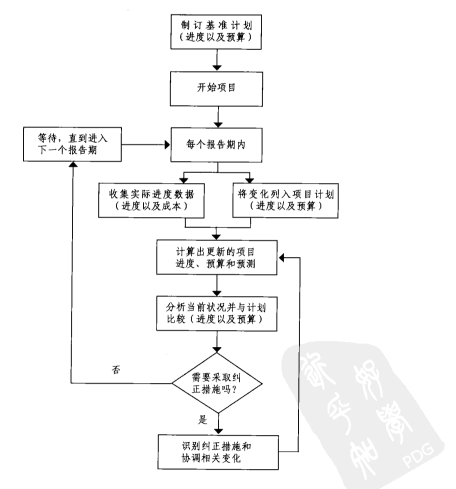 制订基准计划
(进度以及预算)
开始项目
等待，直到进入
下一个报告期
每个报告期内
收集实际进度数据
(进度以及成本)
将变化列入项目计划
(进度以及预算)
计算出更新的项目
进度、预算和预测
分析当前状况并与计划
比较(进度以及预算)
需要采取纠
正措施吗?
否
是
识别纠正措施和
协调相关变化
PDG